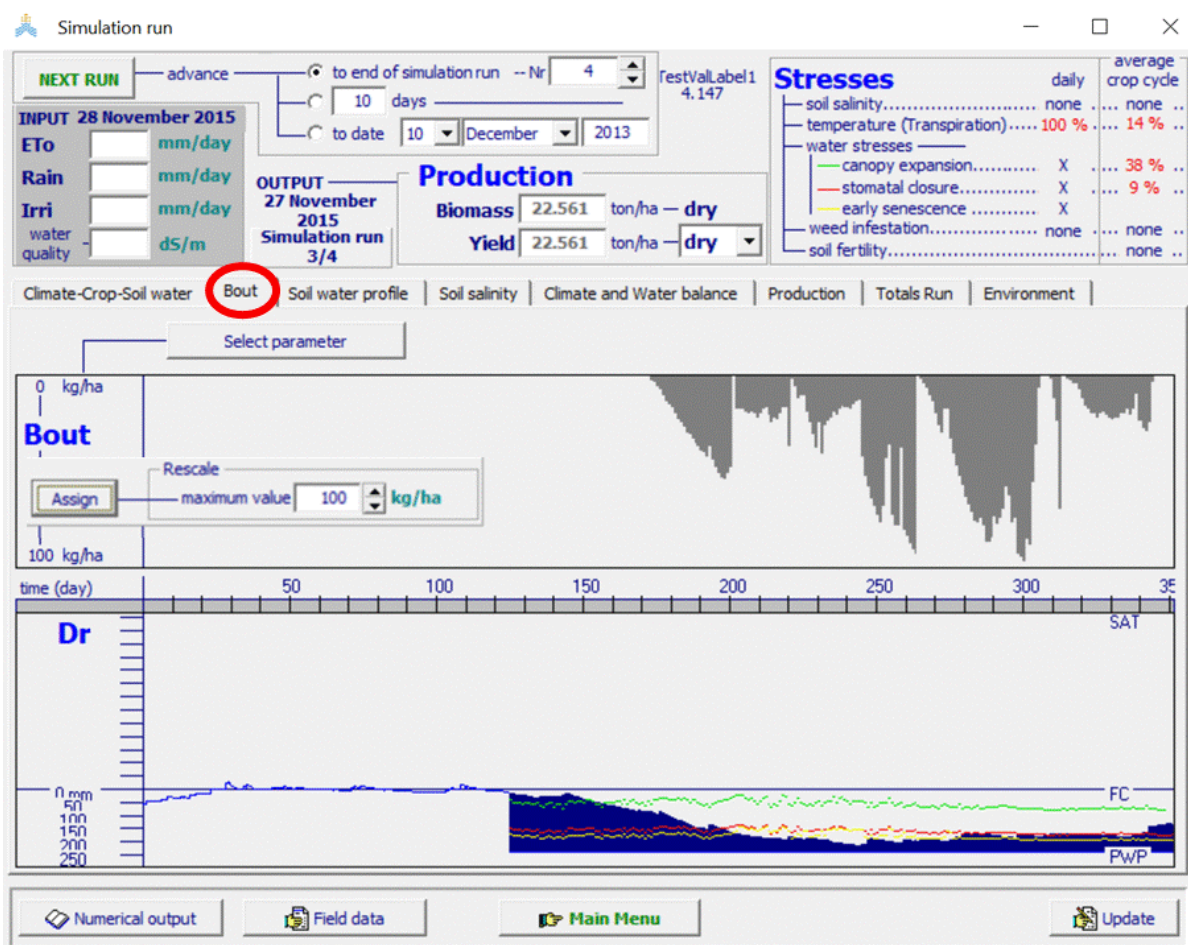 Simulation run
NEXT RUN
advance
to end of simulation run -- Nr 4
10 days
to date 10 December 2013
TestValLabel1
4.147
INPUT 28 November 2015
ETo mm/day
Rain mm/day
Irri mm/day
water quality dS/m
OUTPUT
27 November
2015
Simulation run
3/4
Production
Biomass 22.561 ton/ha dry
Yield 22.561 ton/ha dry
Stresses daily average crop cycle
soil salinity none none
temperature (Transpiration) 100 % 14 %
water stresses
canopy expansion X 38 %
stomatal closure X 9 %
early senescence X
weed infestation none none
soil fertility none
Climate-Crop-Soil water Bout Soil water profile Soil salinity Climate and Water balance Production Totals Run Environment
Select parameter
0 kg/ha
Bout
Rescale
Assign maximum value 100 kg/ha
100 kg/ha
time (day) 50 100 150 200 250 300 35
Dr SAT
0 mm FC
50
100
150
200
250 PWP
Numerical output Field data Main Menu Update